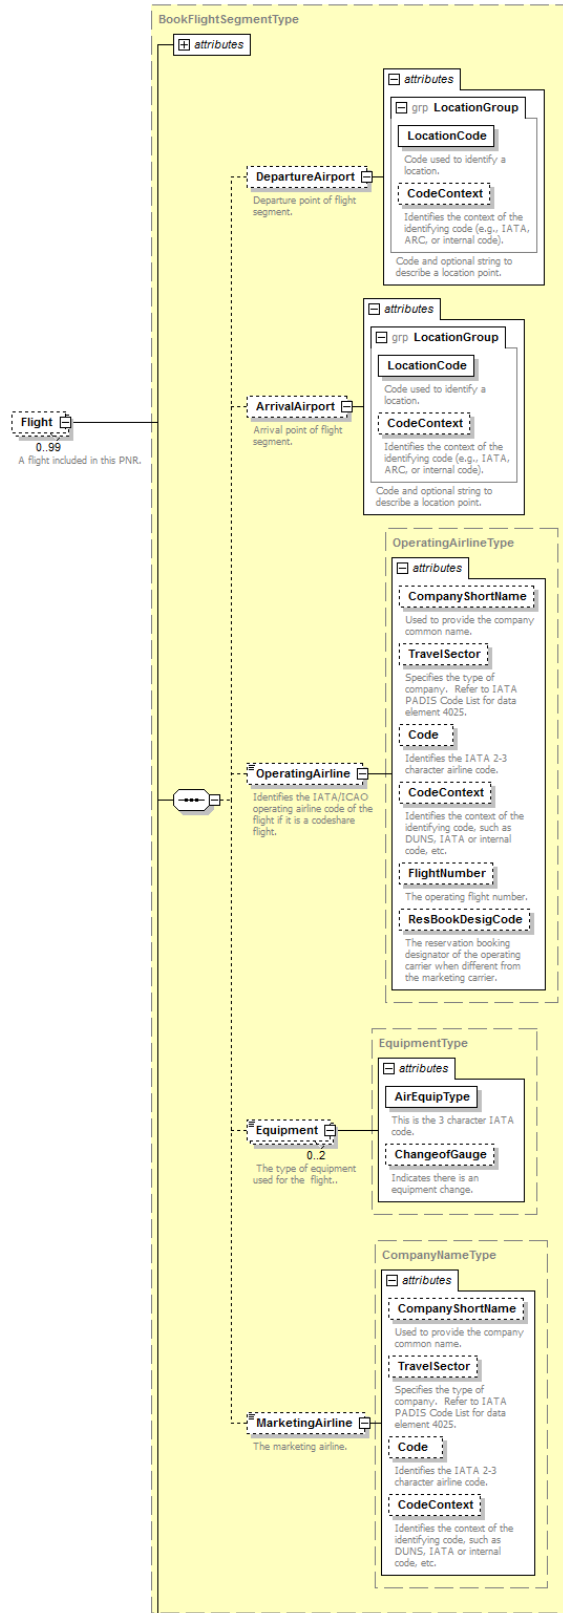 BookFlightSegmentType
attributes
attributes
grp LocationGroup
LocationCode
Code used to identify a
location.
DepartureAirport
Departure point of flight
segment.
CodeContext
Identifies the context of the
identifying code (e.g., IATA,
ARC, or internal code).
Code and optional string to
describe a location point.
attributes
grp LocationGroup
LocationCode
Code used to identify a
location.
ArrivalAirport
Arrival point of flight
segment.
CodeContext
Identifies the context of the
identifying code (e.g., IATA,
ARC, or internal code).
Code and optional string to
describe a location point.
Flight
0..99
A flight included in this PNR.
OperatingAirlineType
attributes
CompanyShortName
Used to provide the company
common name.
TravelSector
Specifies the type of
company. Refer to IATA
PADIS Code List for data
element 4025.
Code
Identifies the IATA 2-3
character airline code.
OperatingAirline
Identifies the IATA/ICAO
operating airline code of the
flight if it is a codeshare
flight.
CodeContext
Identifies the context of the
identifying code, such as
DUNS, IATA or internal
code, etc.
FlightNumber
The operating flight number.
ResBookDesigCode
The reservation booking
designator of the operating
carrier when different from
the marketing carrier.
EquipmentType
attributes
AirEquipType
This is the 3 character IATA
code.
Equipment
0..2
The type of equipment
used for the flight..
ChangeofGauge
Indicates there is an
equipment change.
CompanyNameType
attributes
CompanyShortName
Used to provide the company
common name.
TravelSector
Specifies the type of
company. Refer to IATA
PADIS Code List for data
element 4025.
MarketingAirline
The marketing airline.
Code
Identifies the IATA 2-3
character airline code.
CodeContext
Identifies the context of the
identifying code, such as
DUNS, IATA or internal
code, etc.